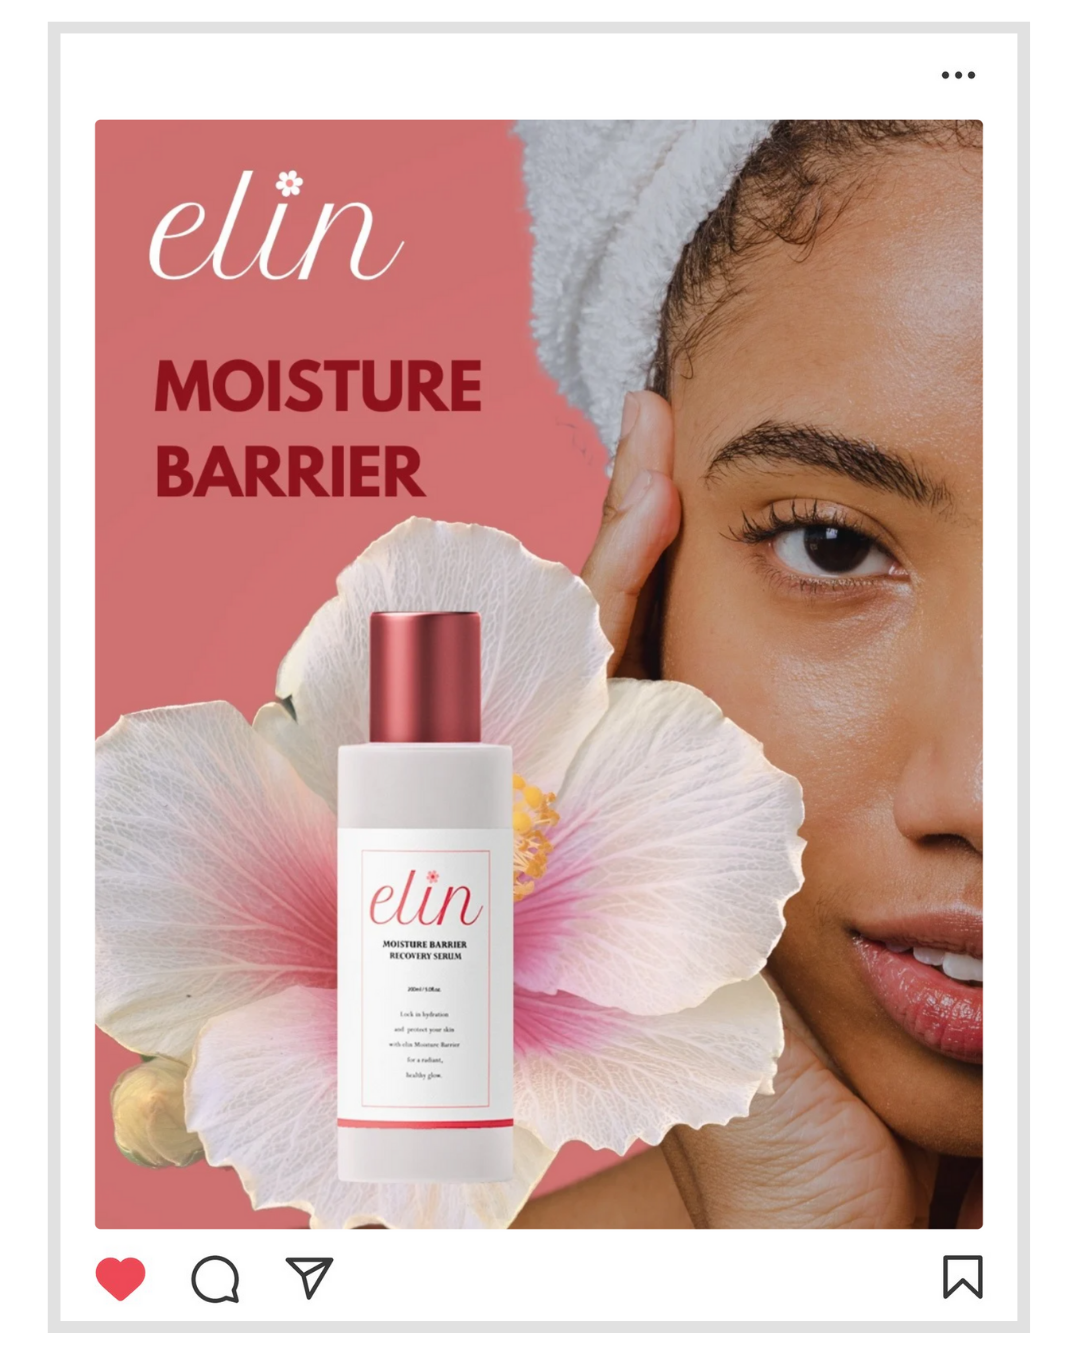 elin
MOISTURE
BARRIER
elin
MOISTURE BARRIER
RECOVERY SERUM
Lock in hydration
and protect your skin
with elin Moisture Barrier
for a radiant,
healthy glow.